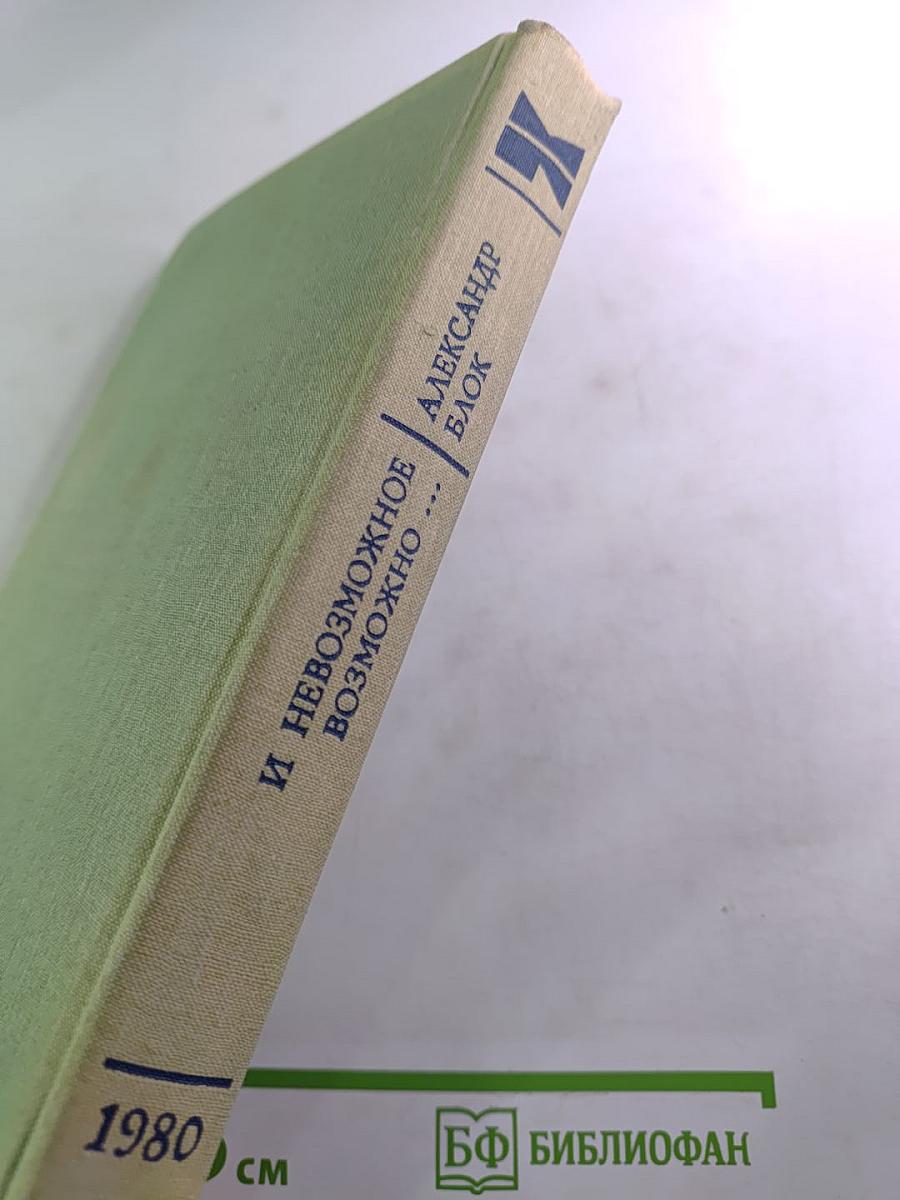 АЛЕКСАНДР
БЛОК
И НЕВОЗМОЖНОЕ
ВОЗМОЖНО...
1980
см
БФ БИБЛИОФАН